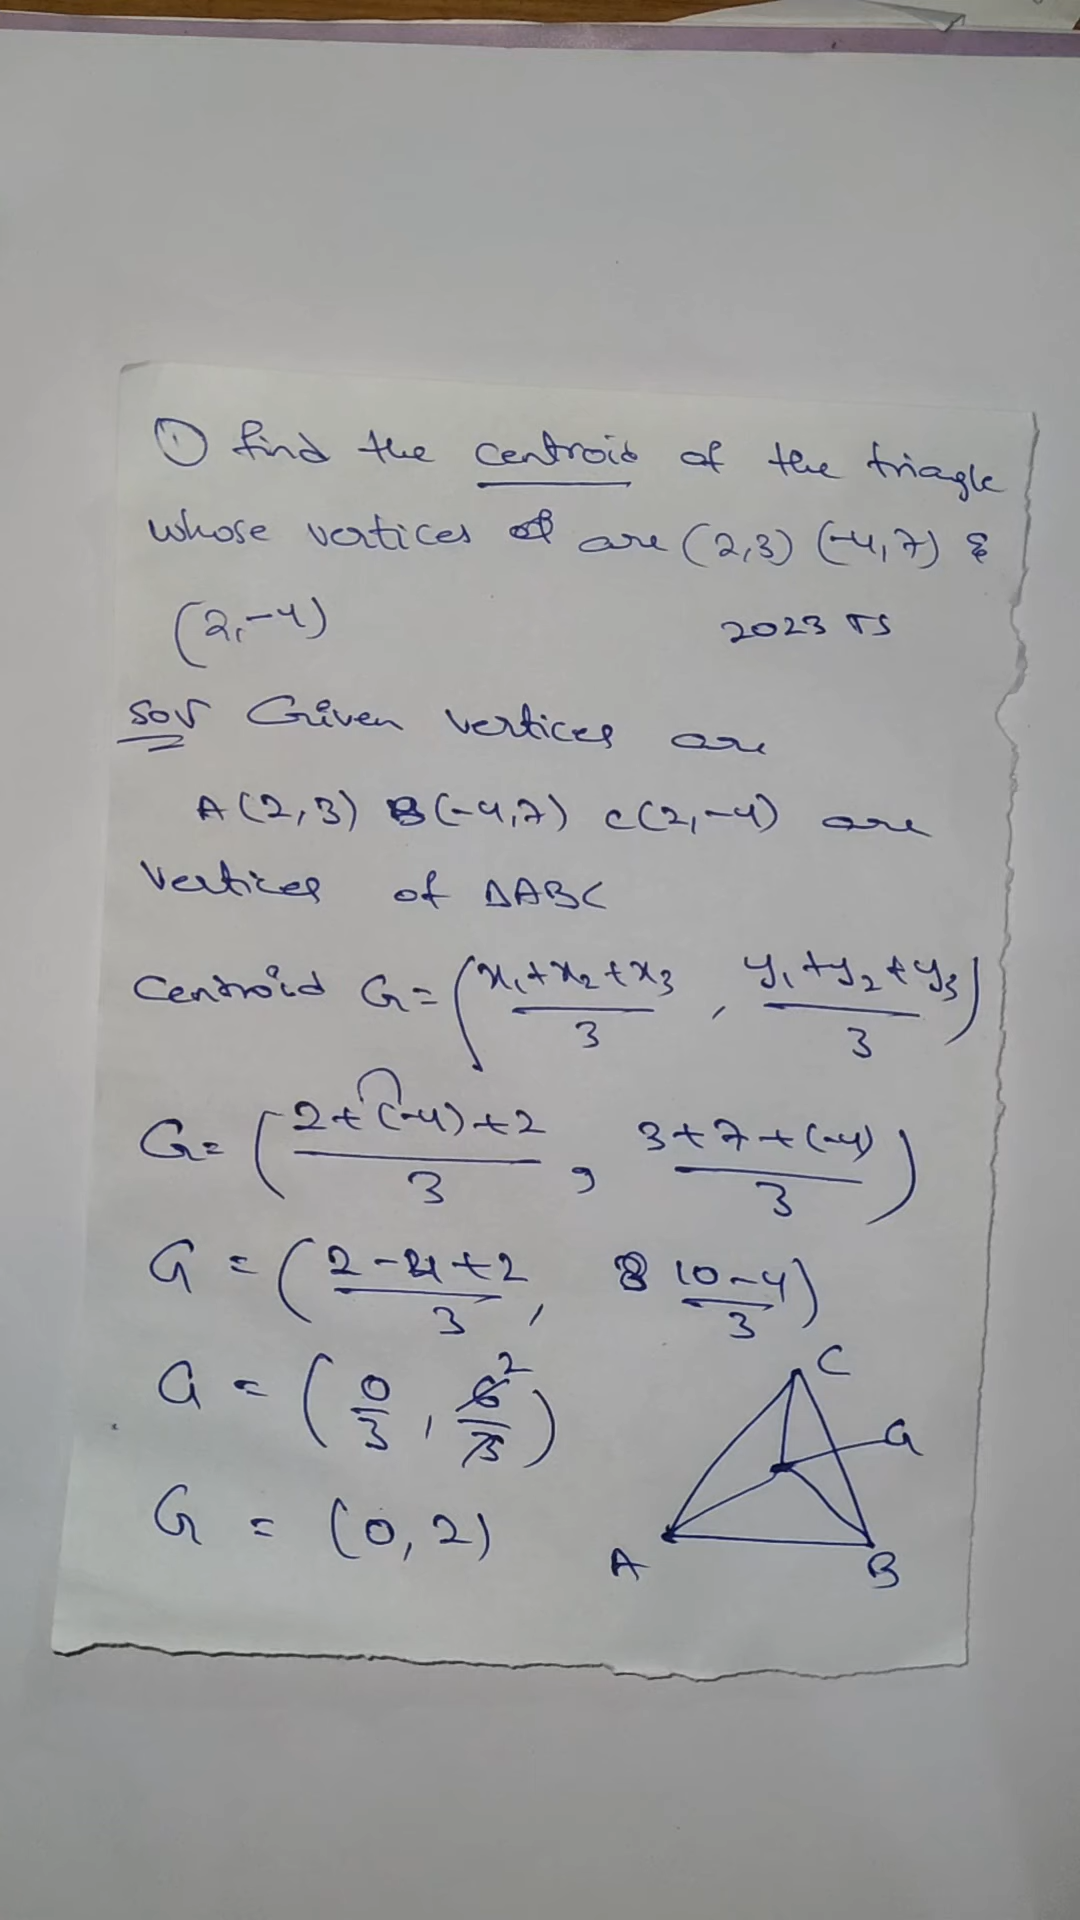 ① find the centroid of the triagle
whose vertices are (2,3) (-4,7) &
(2,-4) 2023 TS
Sol Given vertices are
A(2,3) B(-4,7) C(2,-4) are
vertices of ΔABC
Centroid G = (x₁+x₂+x₃/3 , y₁+y₂+y₃/3)
G = (2+(-4)+2/3 , 3+7+(-4)/3)
G = (2-4+2/3 , 10-4/3)
G = (0/3 , 6/3) 2
G = (0,2)
C
G
A B